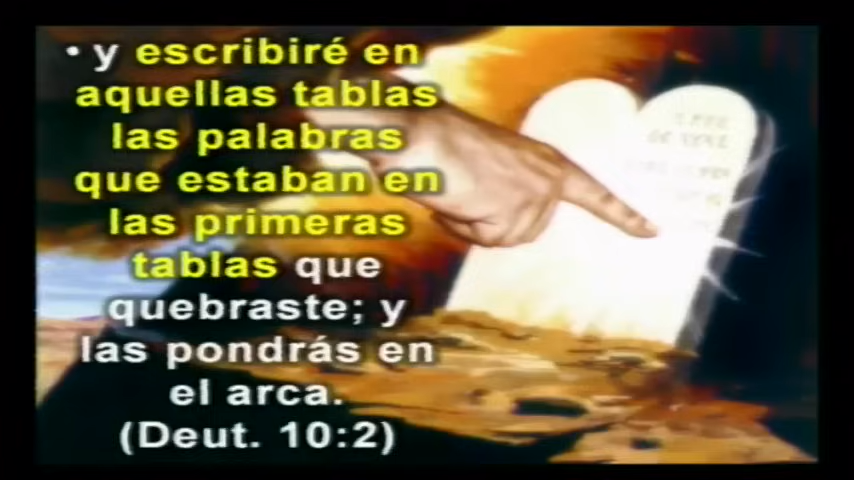 • y escribiré en
aquellas tablas
las palabras
que estaban en
las primeras
tablas que
quebraste; y
las pondrás en
el arca.
(Deut. 10:2)